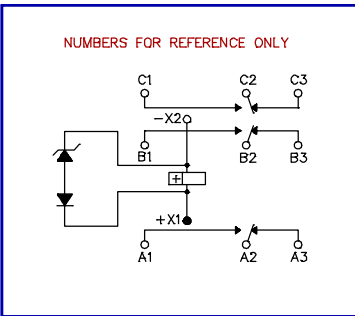 NUMBERS FOR REFERENCE ONLY
C1 C2 C3
-X2
B1 B2 B3
+
+X1
A1 A2 A3